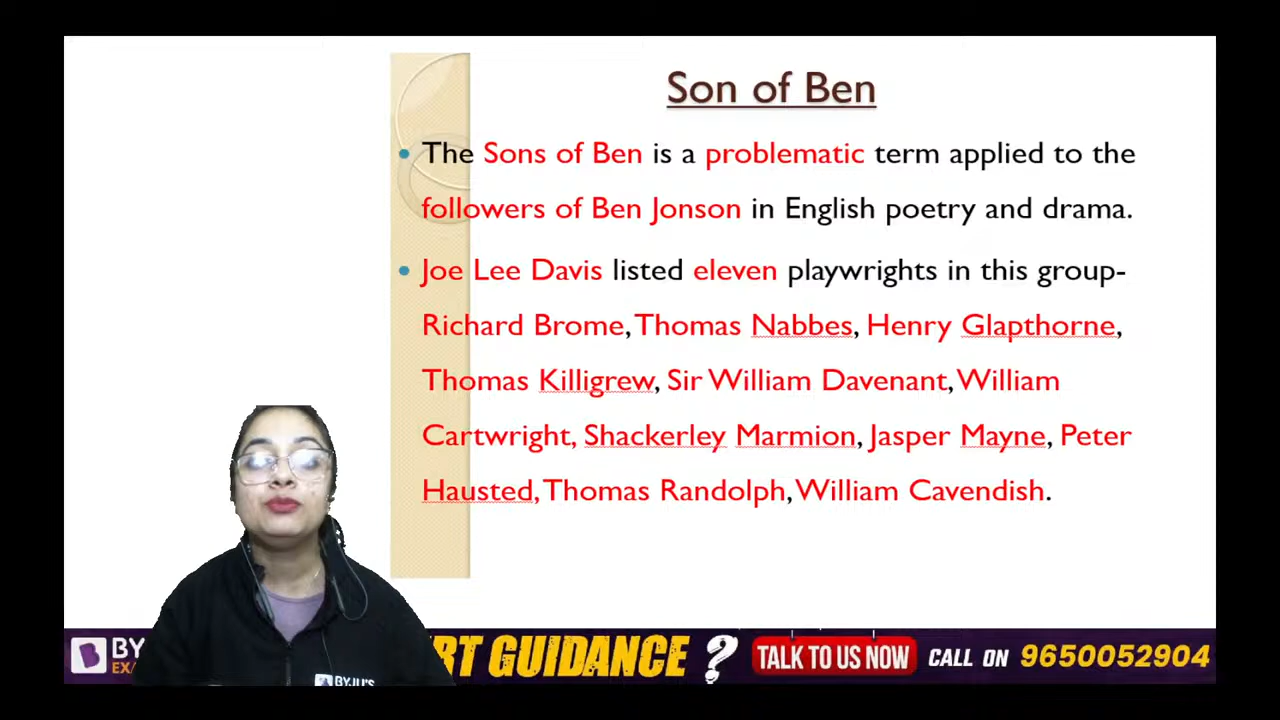 Son of Ben
• The Sons of Ben is a problematic term applied to the
followers of Ben Jonson in English poetry and drama.
• Joe Lee Davis listed eleven playwrights in this group-
Richard Brome, Thomas Nabbes, Henry Glapthorne,
Thomas Killigrew, Sir William Davenant, William
Cartwright, Shackerley Marmion, Jasper Mayne, Peter
Hausted, Thomas Randolph, William Cavendish.
BYJU'S
GUIDANCE ? TALK TO US NOW CALL ON 9650052904